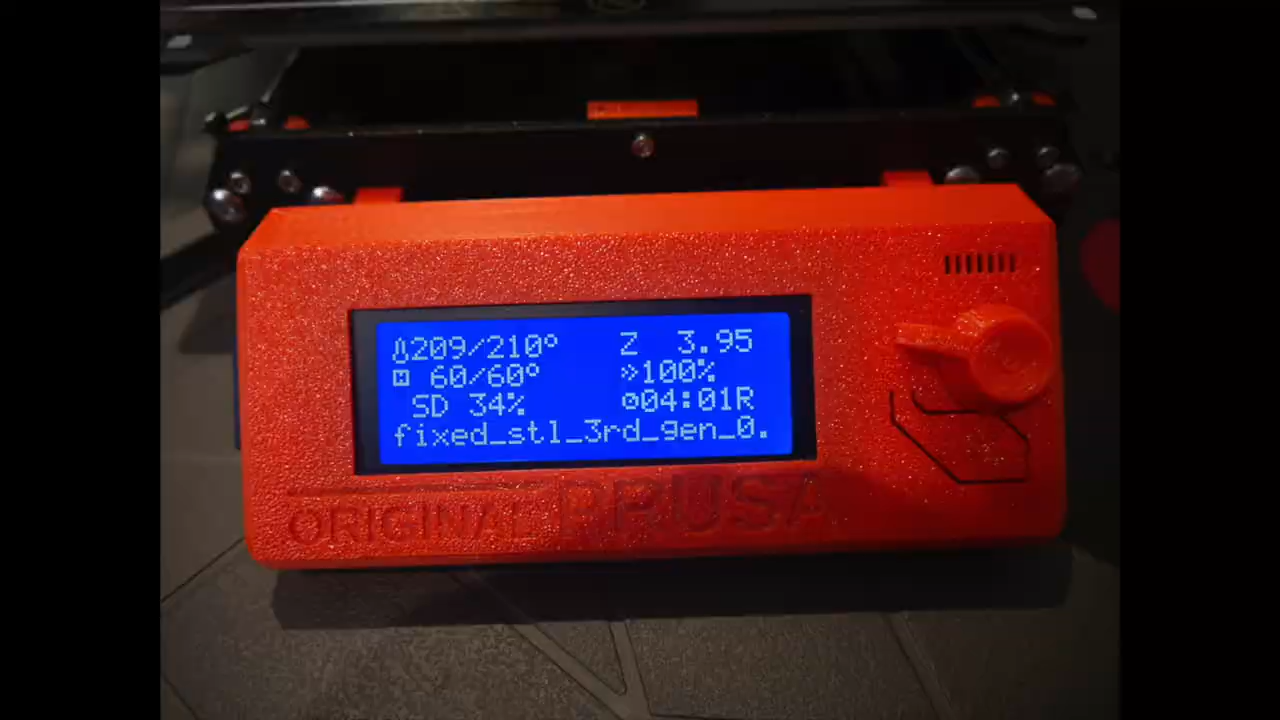 209/210° Z 3.95
60/60° 100%
SD 34% 04:01R
fixed_stl_3rd_gen_0.
ORIGINAL PRUSA